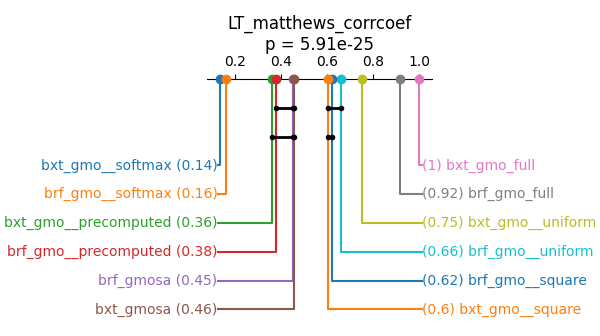 LT_matthews_corrcoef
p = 5.91e-25
0.2 0.4 0.6 0.8 1.0
bxt_gmo__softmax (0.14)
(1) bxt_gmo_full
brf_gmo__softmax (0.16)
(0.92) brf_gmo_full
bxt_gmo__precomputed (0.36)
(0.75) bxt_gmo__uniform
brf_gmo__precomputed (0.38)
(0.66) brf_gmo__uniform
brf_gmosa (0.45)
(0.62) brf_gmo__square
bxt_gmosa (0.46)
(0.6) bxt_gmo__square